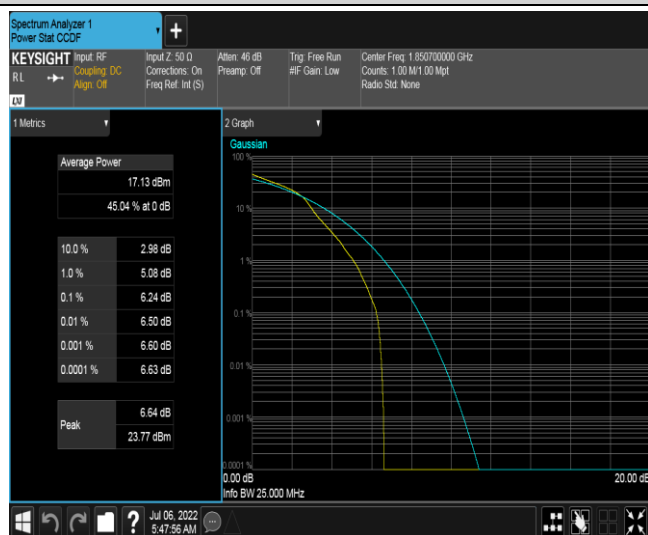 Spectrum Analyzer 1
Power Stat CCDF
+
KEYSIGHT
RL
LXI
Input: RF
Coupling: DC
Align: Off
Input Z: 50 Ω
Corrections: On
Freq Ref: Int (S)
Atten: 46 dB
Preamp: Off
Trig: Free Run
#IF Gain: Low
Center Freq: 1.850700000 GHz
Counts: 1.00 M/1.00 Mpt
Radio Std: None
1 Metrics
Average Power
17.13 dBm
45.04 % at 0 dB
10.0 % 2.98 dB
1.0 % 5.08 dB
0.1 % 6.24 dB
0.01 % 6.50 dB
0.001 % 6.60 dB
0.0001 % 6.63 dB
Peak
6.64 dB
23.77 dBm
2 Graph
Gaussian
100 %
10 %
1 %
0.1 %
0.01 %
0.001 %
0.0001 %
0.00 dB 20.00 dB
Info BW 25.000 MHz
?
Jul 06, 2022
5:47:56 AM